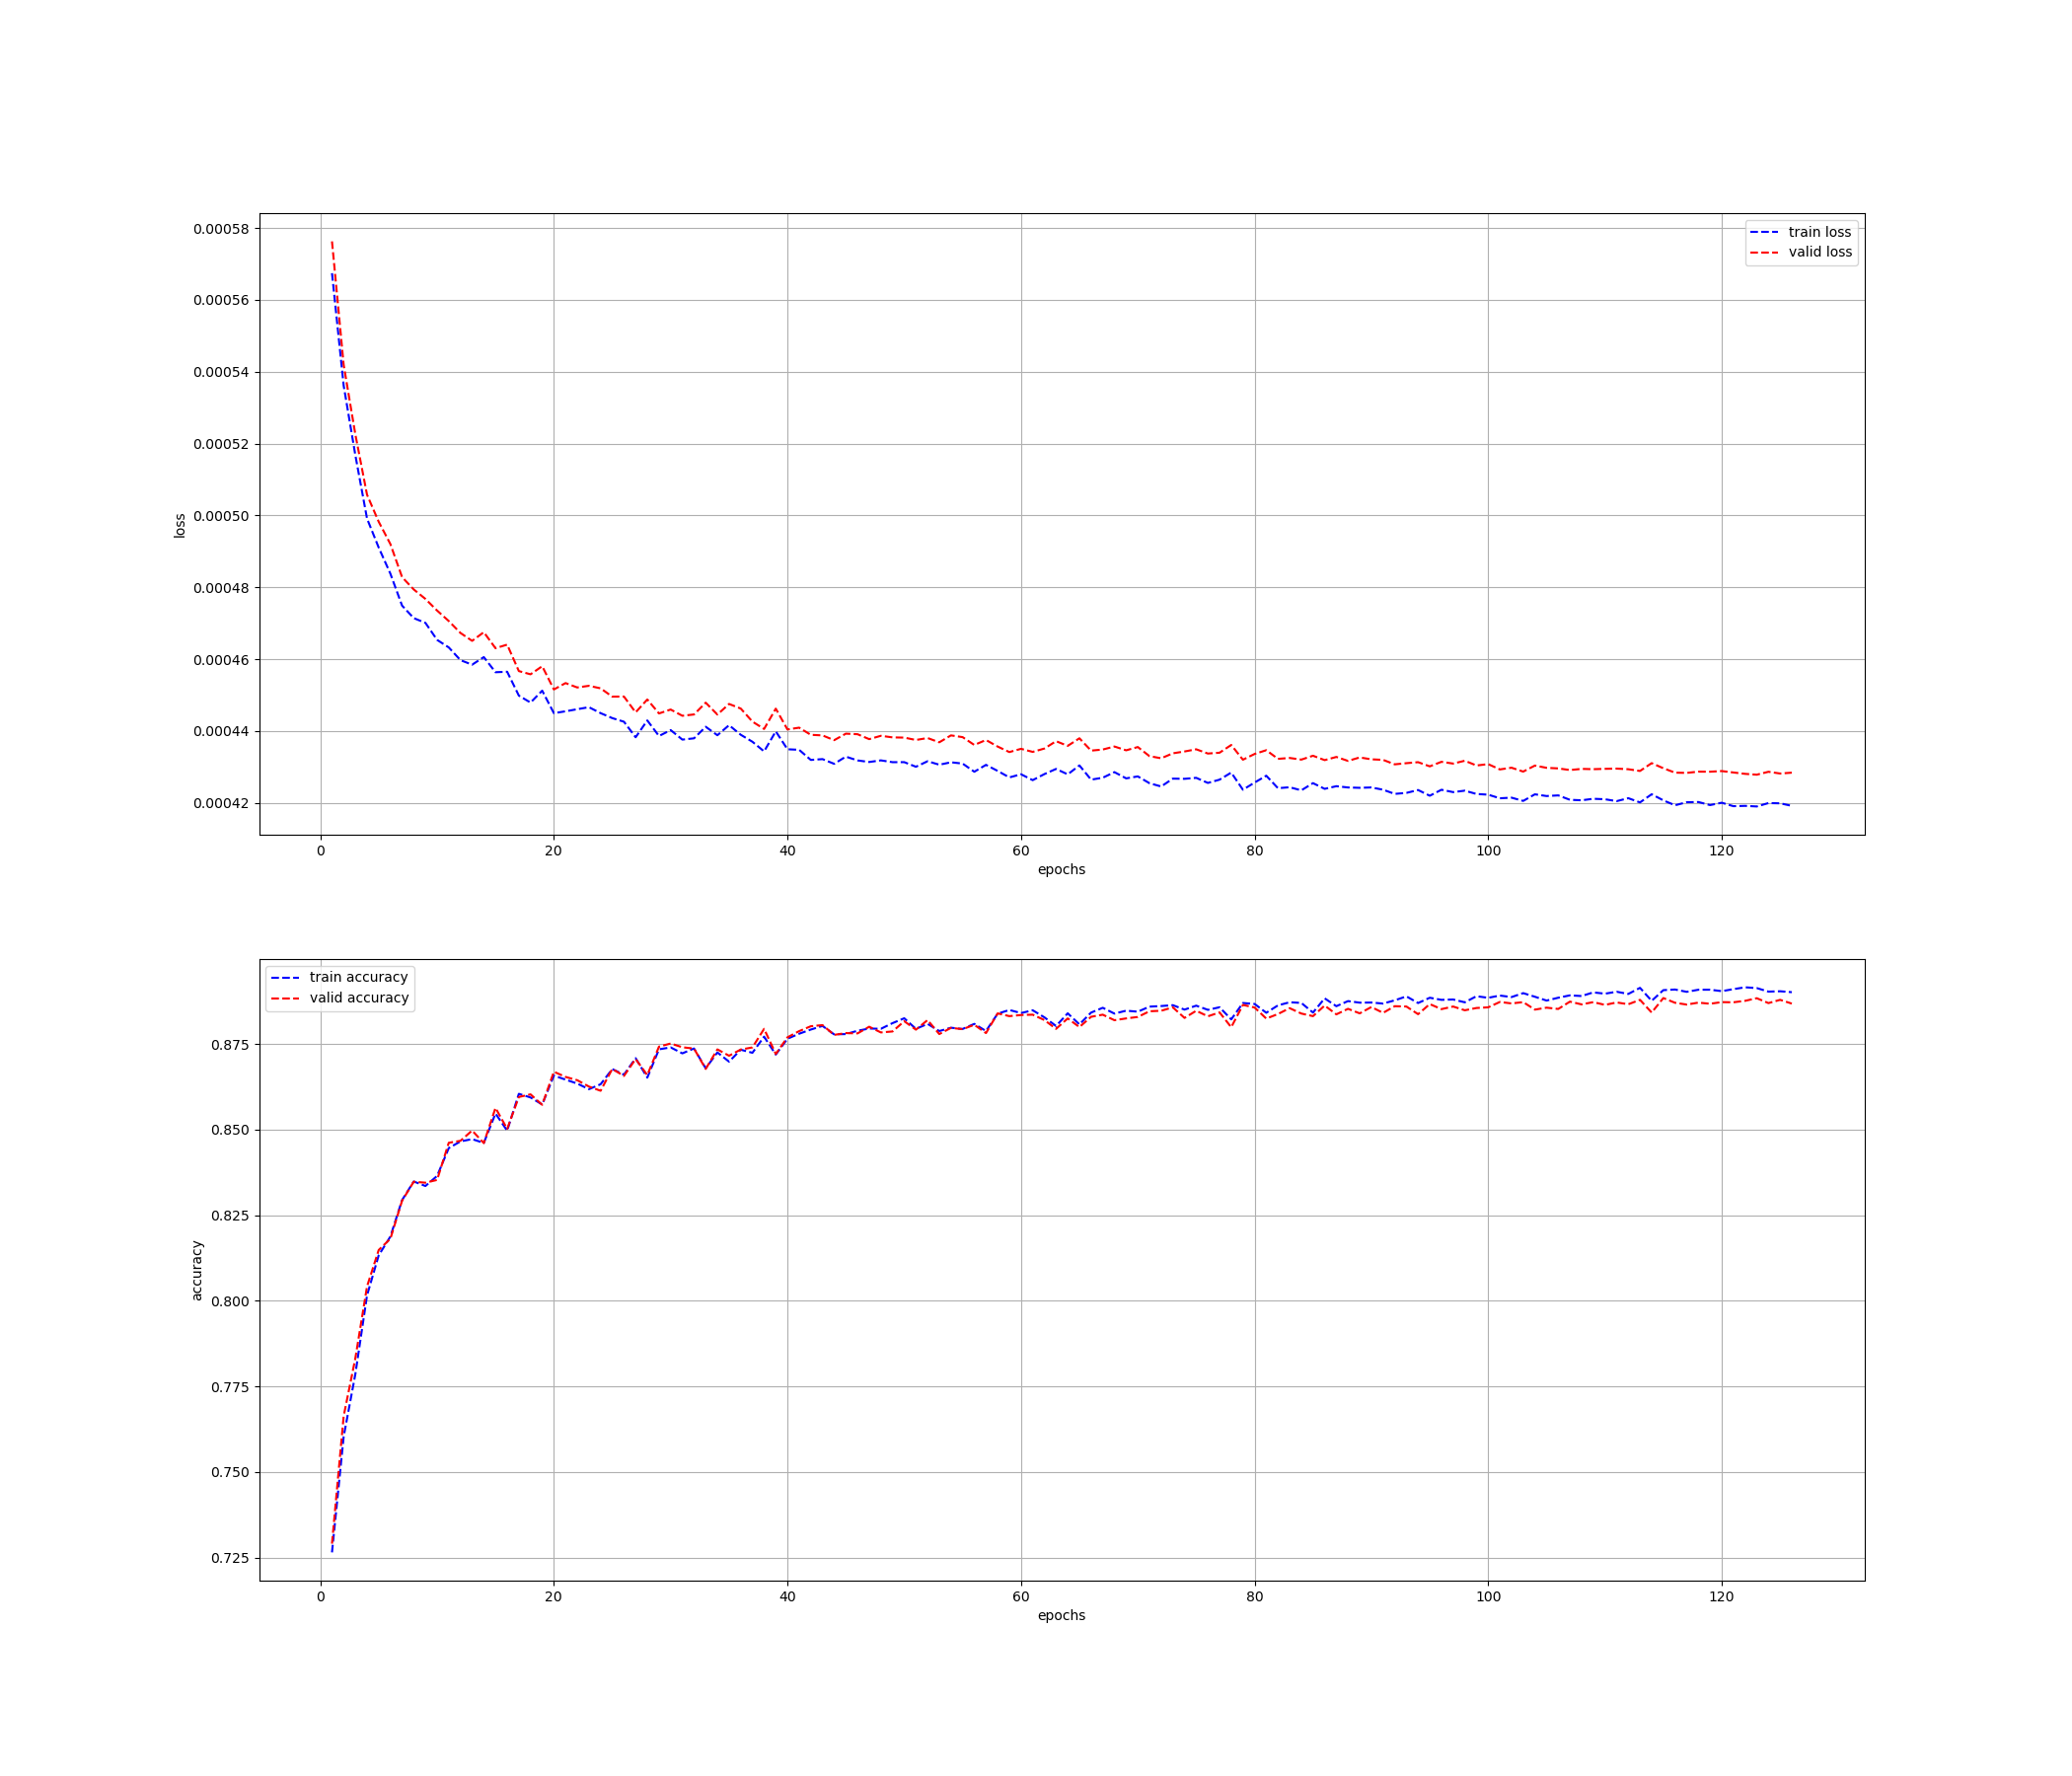 0.00058
0.00056
0.00054
0.00052
0.00050
0.00048
0.00046
0.00044
0.00042
loss
train loss
valid loss
0 20 40 60 80 100 120
epochs
train accuracy
valid accuracy
0.875
0.850
0.825
0.800
0.775
0.750
0.725
accuracy
0 20 40 60 80 100 120
epochs